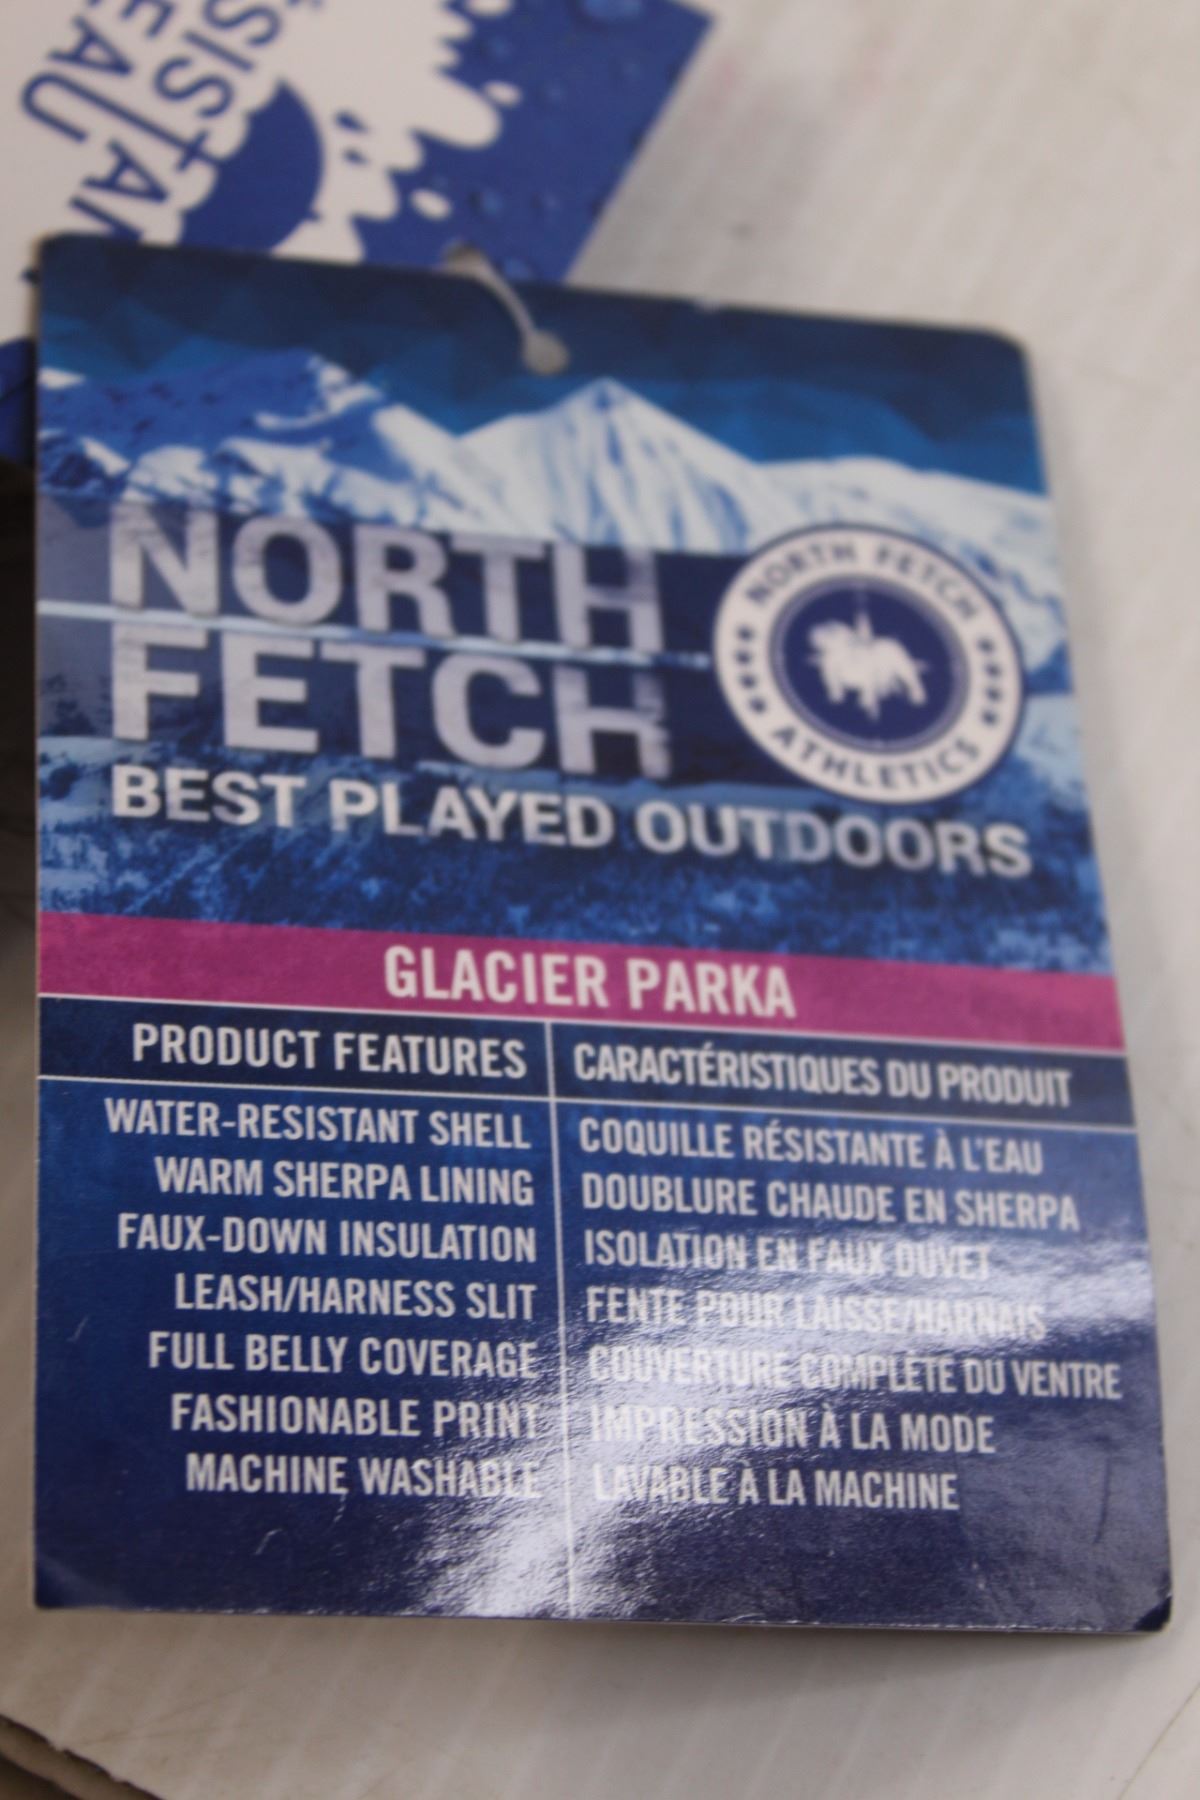 ÉSISTAN
EAU
NORTH
FETCH
BEST PLAYED OUTDOORS
NORTH FETCH
ATHLETICS
GLACIER PARKA
PRODUCT FEATURES
WATER-RESISTANT SHELL
WARM SHERPA LINING
FAUX-DOWN INSULATION
LEASH/HARNESS SLIT
FULL BELLY COVERAGE
FASHIONABLE PRINT
MACHINE WASHABLE
CARACTÉRISTIQUES DU PRODUIT
COQUILLE RÉSISTANTE À L'EAU
DOUBLURE CHAUDE EN SHERPA
ISOLATION EN FAUX DUVET
FENTE POUR LAISSE/HARNAIS
COUVERTURE COMPLÈTE DU VENTRE
IMPRESSION À LA MODE
LAVABLE À LA MACHINE